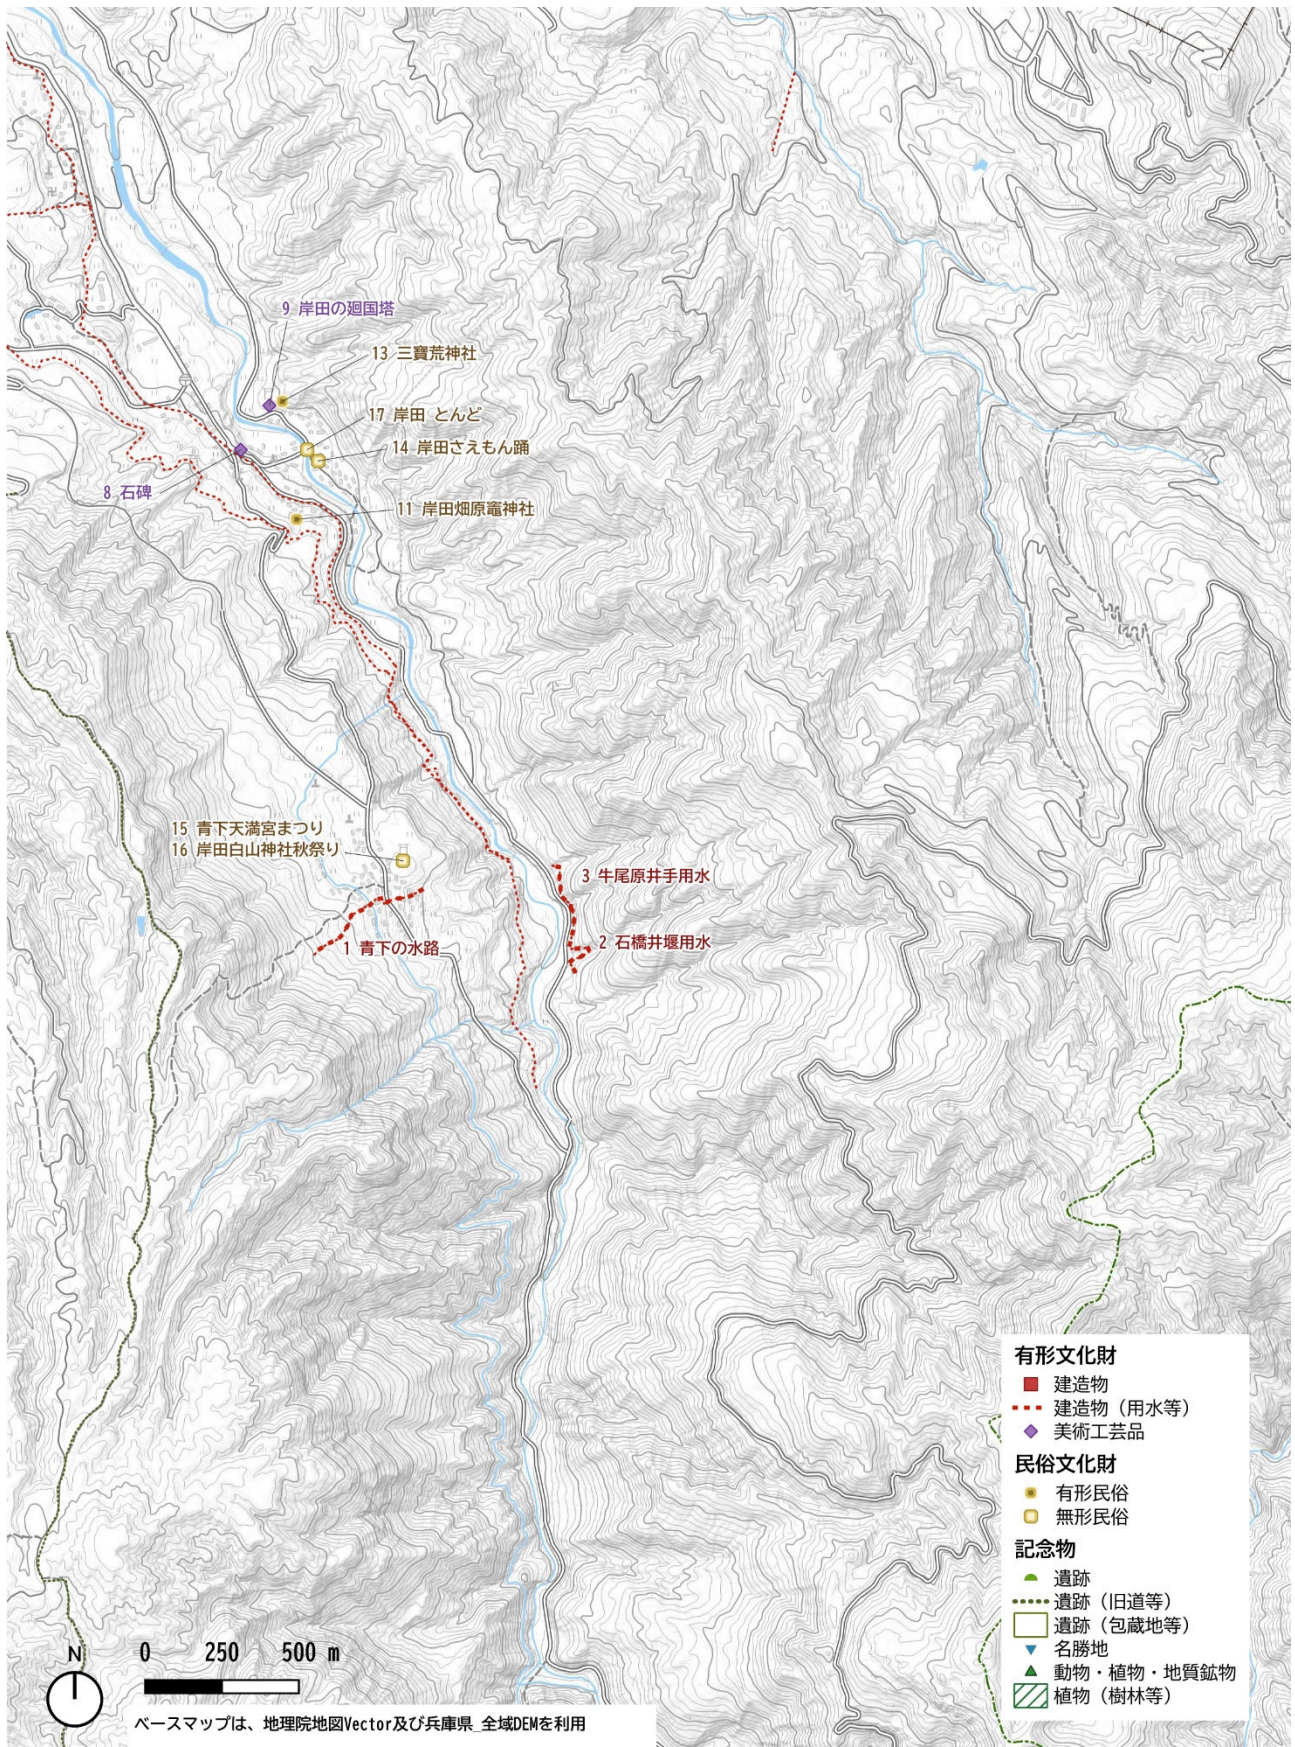 9 岸田の廻国塔
13 三寶荒神社
17 岸田 とんど
14 岸田さえもん踊
8 石碑
11 岸田畑原竈神社
15 青下天満宮まつり
16 岸田白山神社秋祭り
3 牛尾原井手用水
2 石橋井堰用水
1 青下の水路
有形文化財
建造物
建造物（用水等）
美術工芸品
民俗文化財
有形民俗
無形民俗
記念物
遺跡
遺跡（旧道等）
遺跡（包蔵地等）
名勝地
動物・植物・地質鉱物
植物（樹林等）
N
0 250 500 m
ベースマップは、地理院地図Vector及び兵庫県_全域DEMを利用